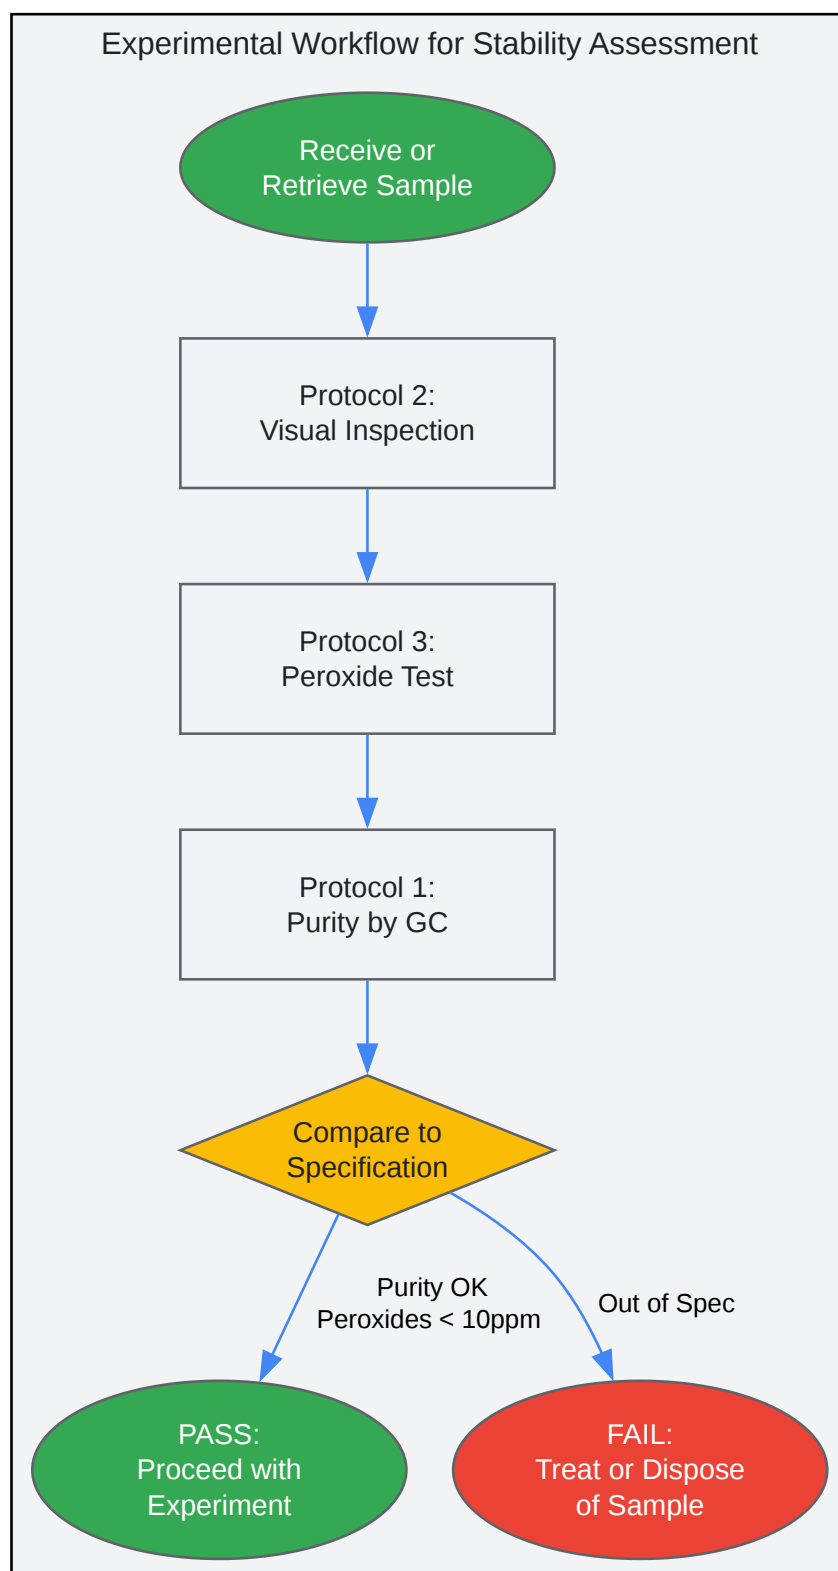 Experimental Workflow for Stability Assessment
Receive or
Retrieve Sample
Protocol 2:
Visual Inspection
Protocol 3:
Peroxide Test
Protocol 1:
Purity by GC
Compare to
Specification
Purity OK
Peroxides < 10ppm
Out of Spec
PASS:
Proceed with
Experiment
FAIL:
Treat or Dispose
of Sample